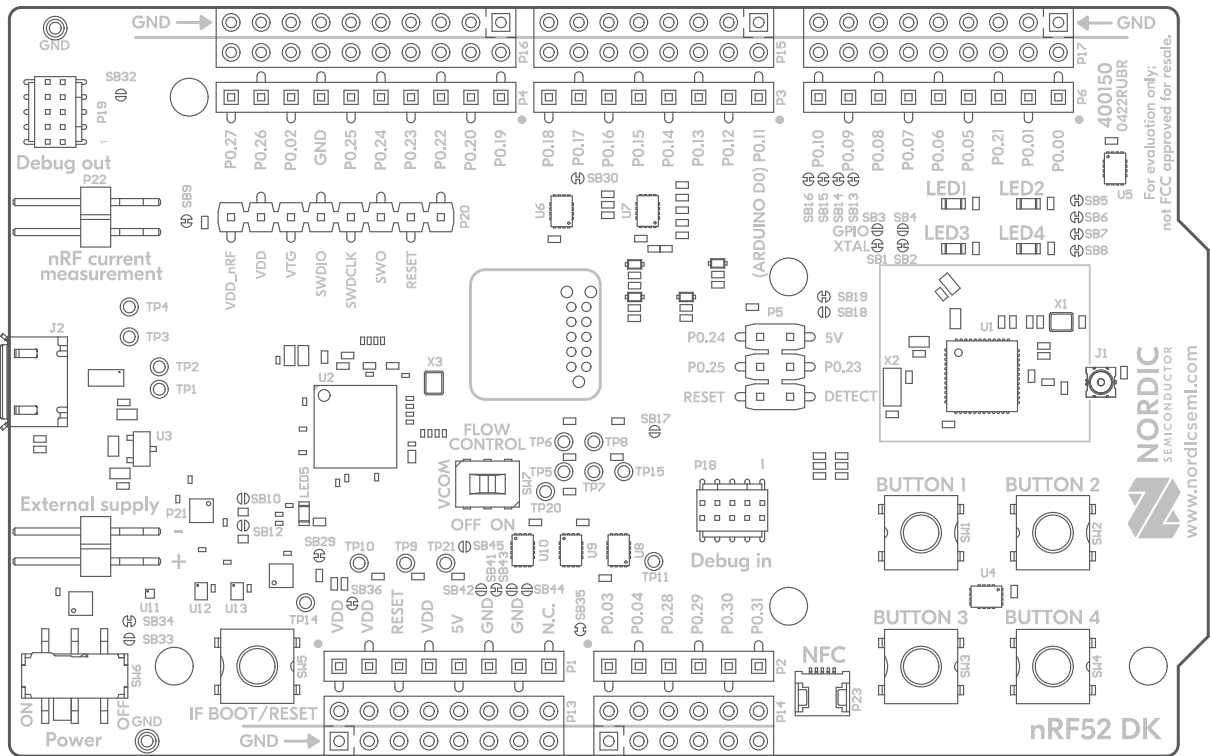 GND
GND
GND
P16
P15
P17
SB32
P19
1
Debug out
P4
P3
P6
400150
0422RUBR
For evaluation only;
not FCC approved for resale.
P0.27
P0.26
P0.02
GND
P0.25
P0.24
P0.23
P0.22
P0.19
P0.18
P0.17
P0.16
P0.15
P0.14
P0.13
P0.12
(ARDUINO D0) P0.11
P0.10
P0.09
P0.08
P0.07
P0.06
P0.05
P0.21
P0.01
P0.00
P22
nRF current
measurement
SB9
P20
VDD_nRF
VDD
VTG
SWDIO
SWDCLK
SWO
RESET
SB30
U6
U7
SB16
SB15
SB14
SB13
SB3
SB4
GPIO
XTAL
SB1
SB2
LED1
LED2
LED3
LED4
SB5
SB6
SB7
SB8
U5
TP4
TP3
J2
TP2
TP1
U3
U2
X3
SB19
SB18
P5
P0.24
5V
P0.25
P0.23
RESET
DETECT
U1
X1
X2
J1
NORDIC
SEMICONDUCTOR
www.nordicsemi.com
SB17
FLOW
CONTROL
VCOM
SW7
OFF ON
TP6
TP8
TP5
TP7
TP15
TP20
P18
1
Debug in
External supply
P21
-
+
SB10
SB12
LED5
SB29
TP10
TP9
TP21
SB45
SB41
SB43
SB42
SB44
U10
U9
U8
TP11
BUTTON 1
BUTTON 2
SW1
SW2
U4
U11
U12
U13
SB34
SB33
TP14
SB36
SB35
VDD
VDD
RESET
VDD
5V
GND
GND
N.C.
P0.03
P0.04
P0.28
P0.29
P0.30
P0.31
BUTTON 3
BUTTON 4
SW3
SW4
SW6
ON
OFF
Power
GND
SW5
IF BOOT/RESET
GND
P1
P2
P13
P14
NFC
P23
nRF52 DK